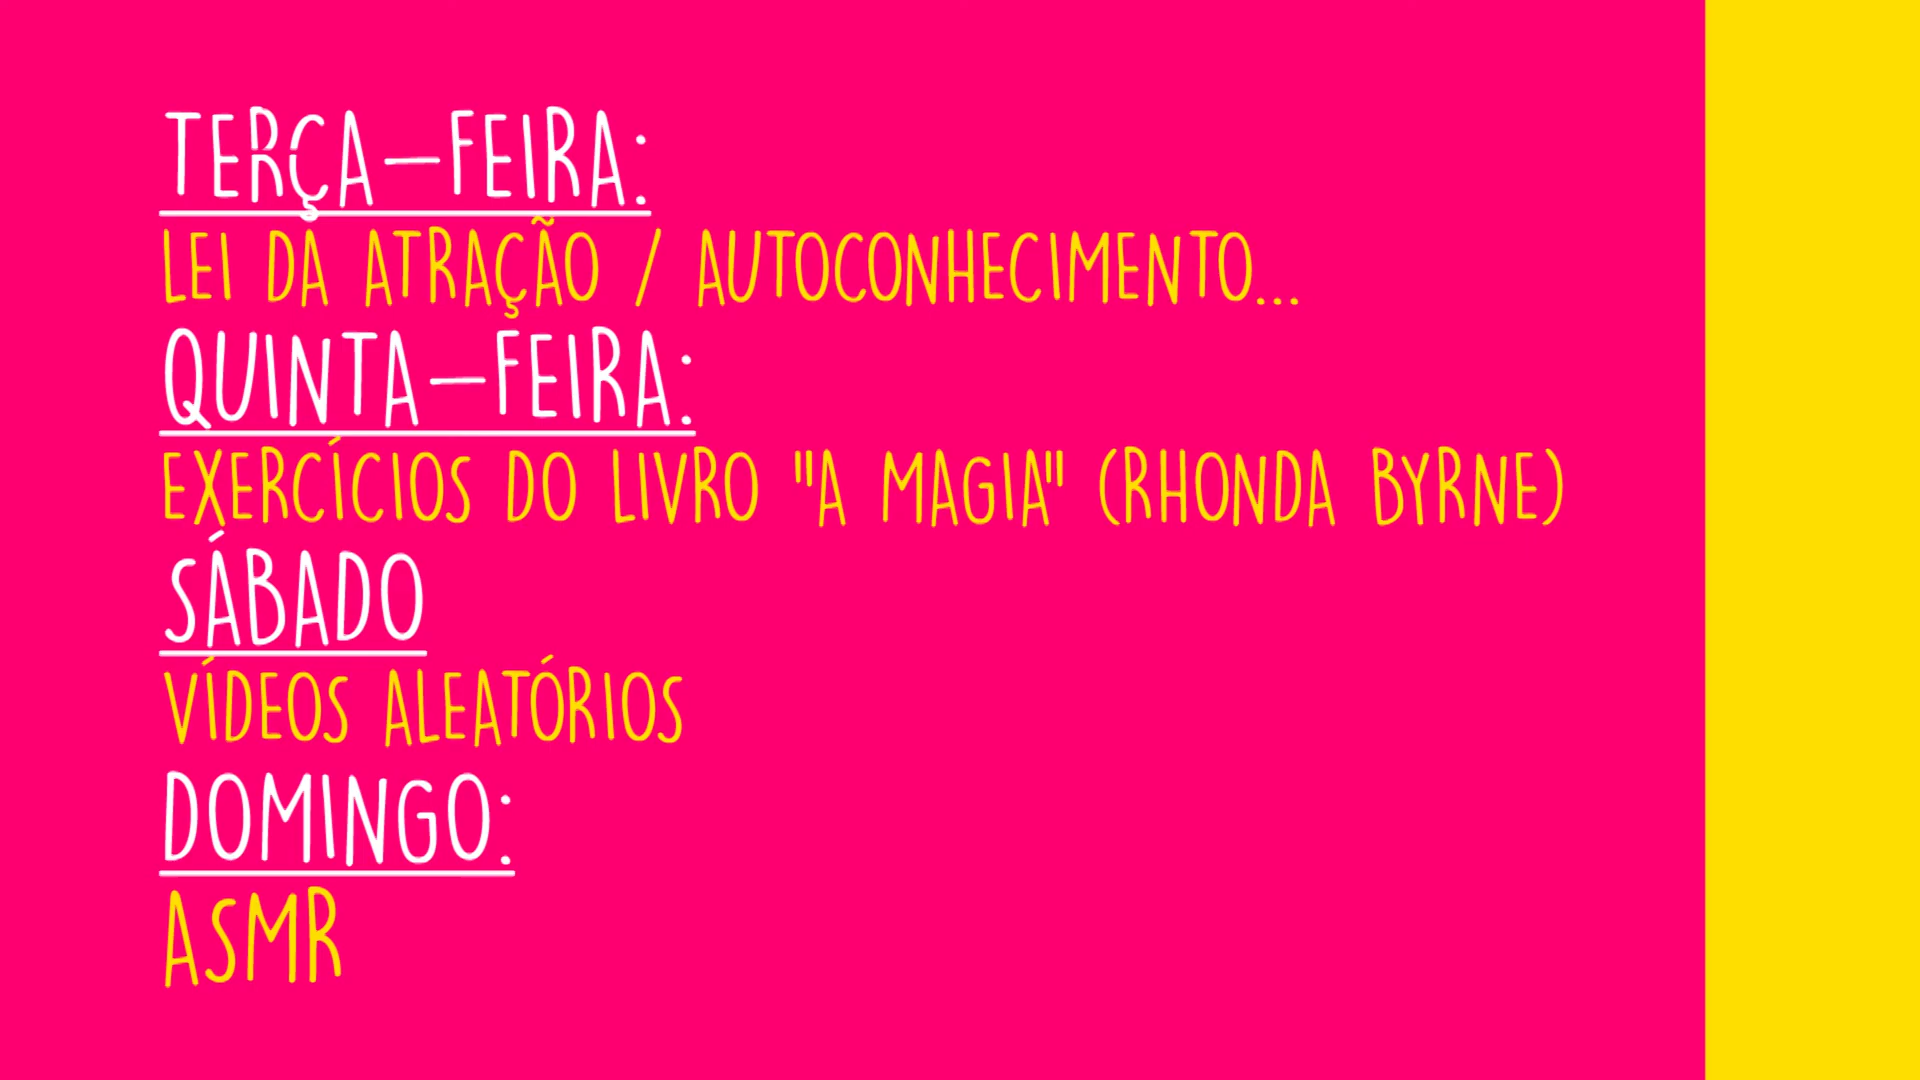 TERÇA-FEIRA:
LEI DA ATRAÇÃO / AUTOCONHECIMENTO...
QUINTA-FEIRA:
EXERCÍCIOS DO LIVRO "A MAGIA" (RHONDA BYRNE)
SÁBADO
VÍDEOS ALEATÓRIOS
DOMINGO:
ASMR